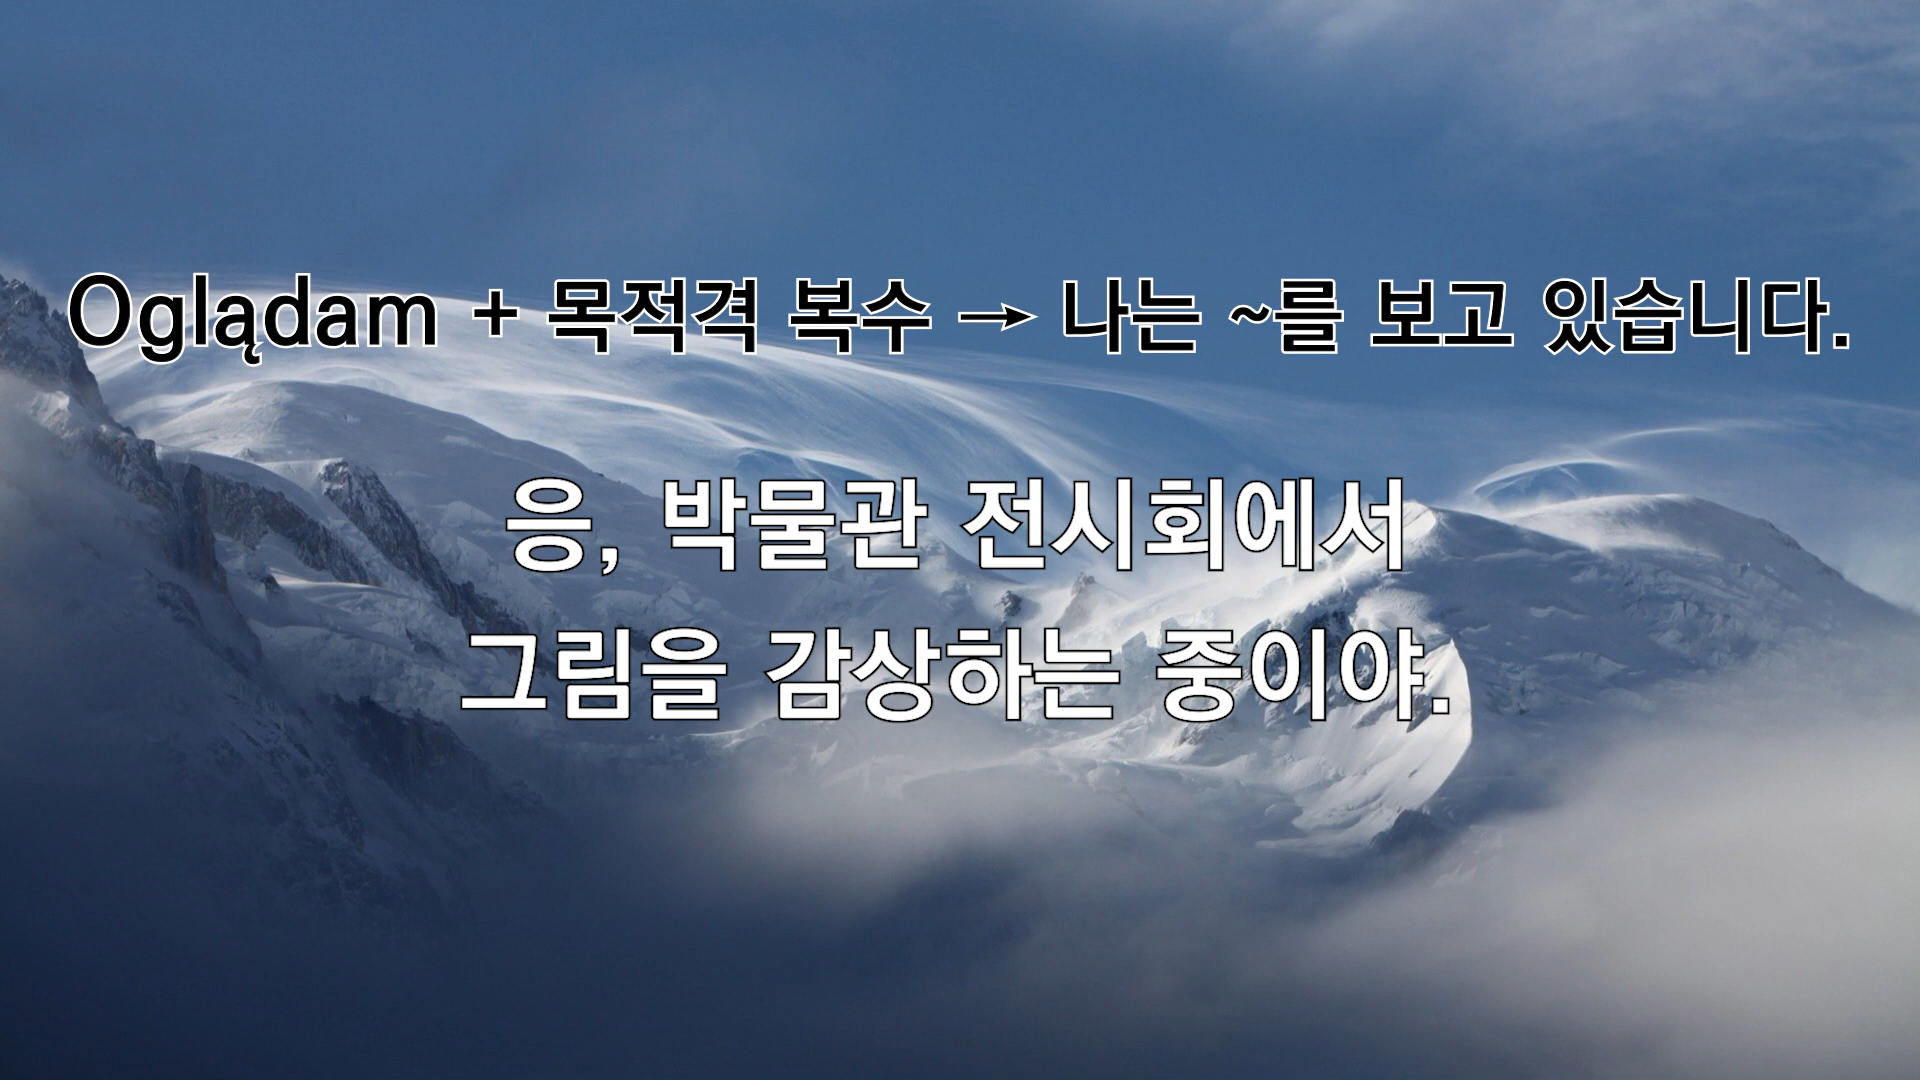 Oglądam + 목적격 복수 → 나는 ~를 보고 있습니다.
응, 박물관 전시회에서
그림을 감상하는 중이야.